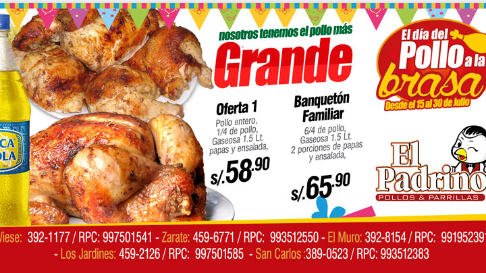 nosotros tenemos el pollo más
Grande
Oferta 1
Pollo entero,
1/4 de pollo,
Gaseosa 1.5 Lt.
papas y ensalada,
S/.58.90
Banquetón
Familiar
6/4 de pollo,
Gaseosa 1.5 Lt.
2 porciones de papas
y ensalada,
S/.65.90
El día del
Pollo a la
brasa
Desde el 15 al 30 de Julio
El
Padrino
POLLOS & PARRILLAS
CA
OLA
Wiese: 392-1177 / RPC: 997501541 - Zarate: 459-6771 / RPC: 993512550 - El Muro: 392-8154 / RPC: 99195239
- Los Jardines: 459-2126 / RPC: 997501585 - San Carlos :389-0523 / RPC: 993512383